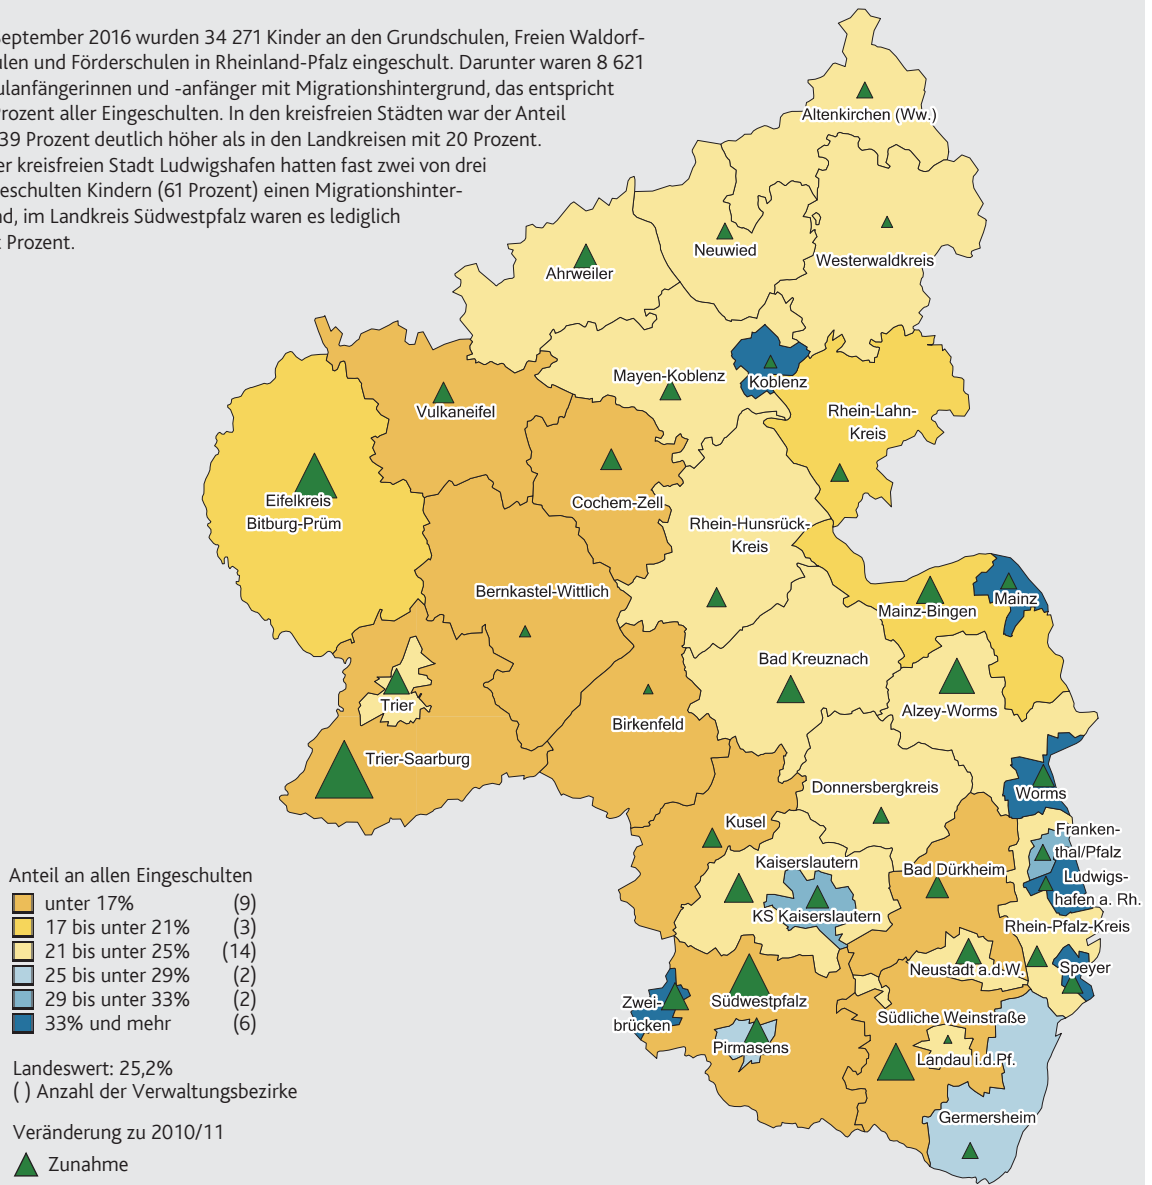 September 2016 wurden 34 271 Kinder an den Grundschulen, Freien Waldorf-
ulen und Förderschulen in Rheinland-Pfalz eingeschult. Darunter waren 8 621
ulanfängerinnen und -anfänger mit Migrationshintergrund, das entspricht
Prozent aller Eingeschulten. In den kreisfreien Städten war der Anteil
39 Prozent deutlich höher als in den Landkreisen mit 20 Prozent.
er kreisfreien Stadt Ludwigshafen hatten fast zwei von drei
geschulten Kindern (61 Prozent) einen Migrationshinter-
nd, im Landkreis Südwestpfalz waren es lediglich
Prozent.
Altenkirchen (Ww.)
Neuwied
Westerwaldkreis
Ahrweiler
Mayen-Koblenz
Koblenz
Vulkaneifel
Rhein-Lahn-
Kreis
Eifelkreis
Bitburg-Prüm
Cochem-Zell
Rhein-Hunsrück-
Kreis
Bernkastel-Wittlich
Mainz-Bingen
Mainz
Bad Kreuznach
Trier
Birkenfeld
Alzey-Worms
Trier-Saarburg
Donnersbergkreis
Worms
Kusel
Franken-
thal/Pfalz
Kaiserslautern
Bad Dürkheim
Ludwigs-
hafen a. Rh.
KS Kaiserslautern
Rhein-Pfalz-Kreis
Neustadt a.d.W.
Speyer
Zwei-
brücken
Südwestpfalz
Südliche Weinstraße
Pirmasens
Landau i.d.Pf.
Germersheim
Anteil an allen Eingeschulten
unter 17% (9)
17 bis unter 21% (3)
21 bis unter 25% (14)
25 bis unter 29% (2)
29 bis unter 33% (2)
33% und mehr (6)
Landeswert: 25,2%
( ) Anzahl der Verwaltungsbezirke
Veränderung zu 2010/11
Zunahme